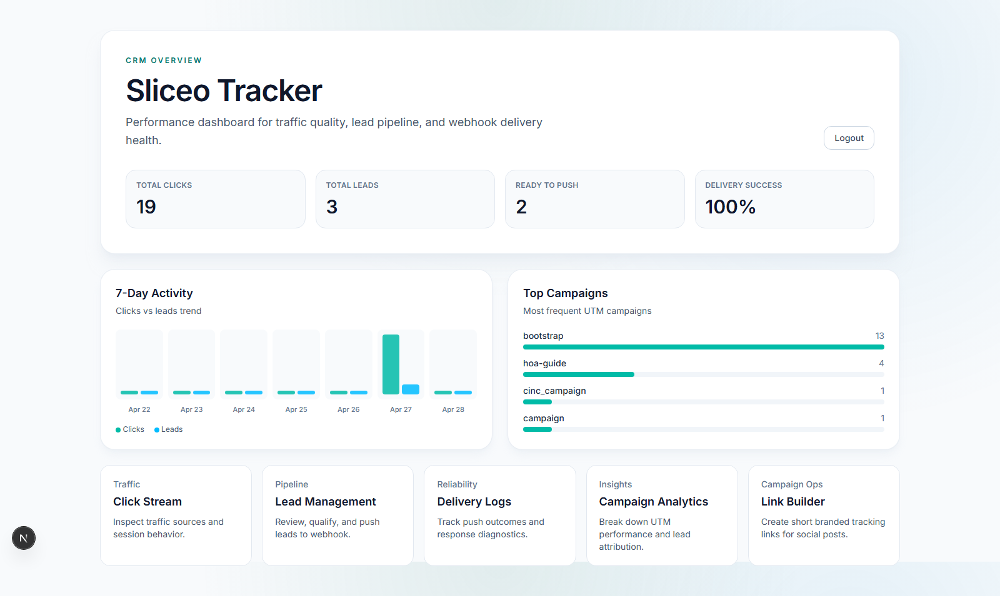 CRM OVERVIEW
Sliceo Tracker
Performance dashboard for traffic quality, lead pipeline, and webhook delivery
health.
Logout
TOTAL CLICKS
19
TOTAL LEADS
3
READY TO PUSH
2
DELIVERY SUCCESS
100%
7-Day Activity
Clicks vs leads trend
Apr 22
Apr 23
Apr 24
Apr 25
Apr 26
Apr 27
Apr 28
Clicks
Leads
Top Campaigns
Most frequent UTM campaigns
bootstrap 13
hoa-guide 4
cinc_campaign 1
campaign 1
Traffic
Click Stream
Inspect traffic sources and
session behavior.
Pipeline
Lead Management
Review, qualify, and push
leads to webhook.
Reliability
Delivery Logs
Track push outcomes and
response diagnostics.
Insights
Campaign Analytics
Break down UTM
performance and lead
attribution.
Campaign Ops
Link Builder
Create short branded tracking
links for social posts.
N